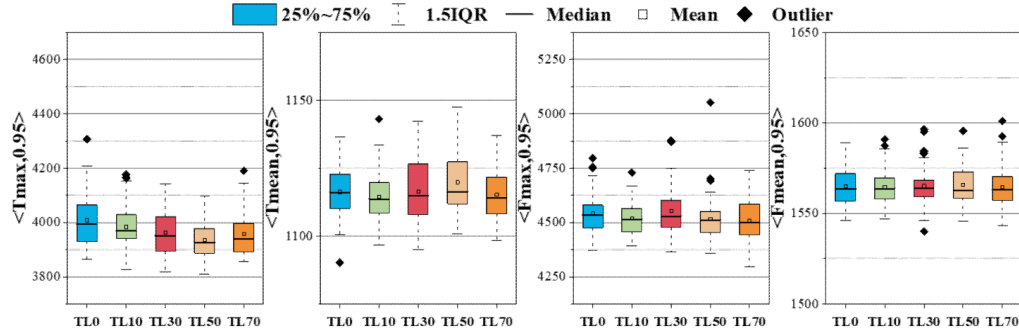 25%~75% 1.5IQR Median Mean Outlier
<Tmax,0.95>
4600
4400
4200
4000
3800
TL0 TL10 TL30 TL50 TL70
<Tmean,0.95>
1150
1100
TL0 TL10 TL30 TL50 TL70
<Fmax,0.95>
5250
5000
4750
4500
4250
TL0 TL10 TL30 TL50 TL70
<Fmean,0.95>
1650
1600
1550
1500
TL0 TL10 TL30 TL50 TL70